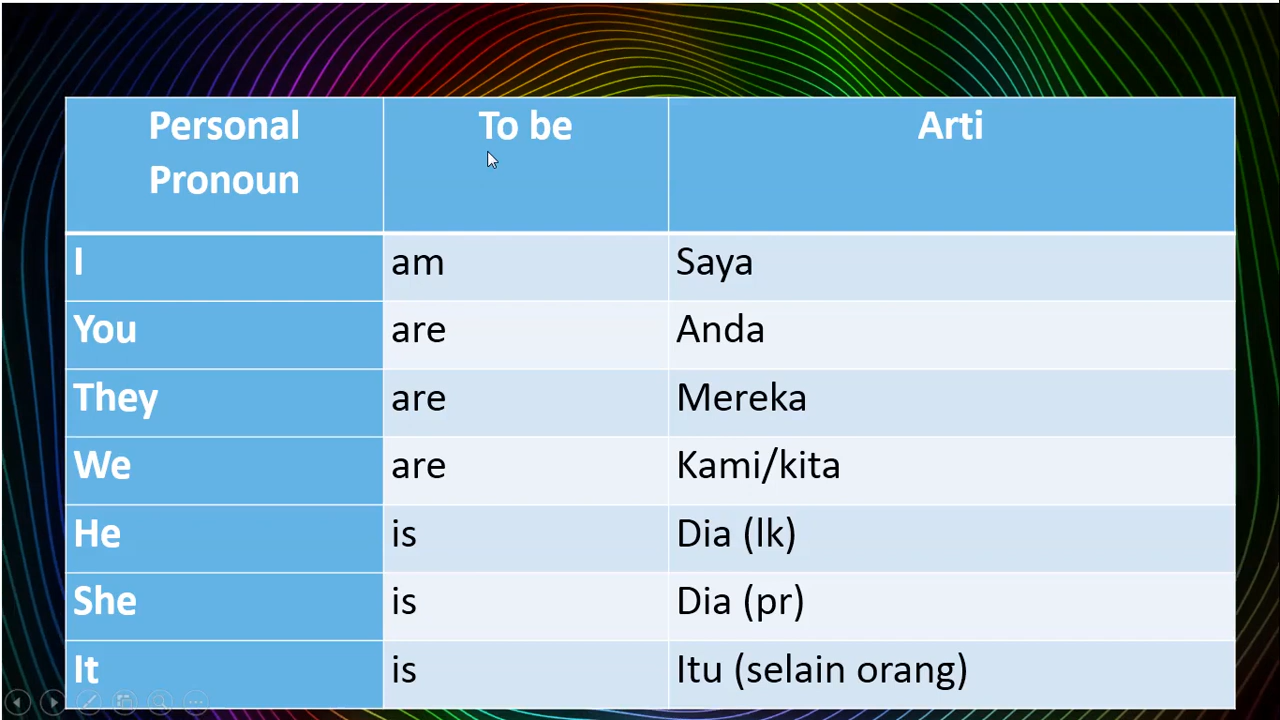 Personal Pronoun To be Arti
I am Saya
You are Anda
They are Mereka
We are Kami/kita
He is Dia (lk)
She is Dia (pr)
It is Itu (selain orang)